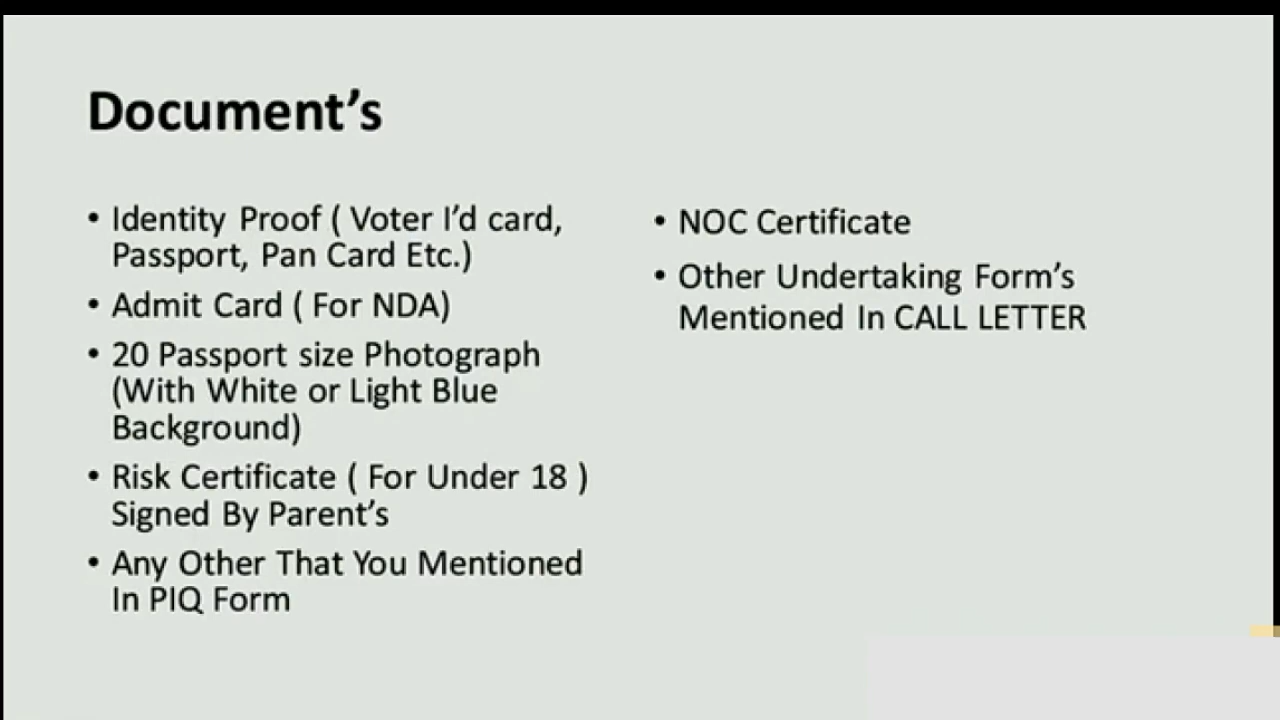 Document’s
• Identity Proof ( Voter I’d card,
Passport, Pan Card Etc.)
• Admit Card ( For NDA)
• 20 Passport size Photograph
(With White or Light Blue
Background)
• Risk Certificate ( For Under 18 )
Signed By Parent’s
• Any Other That You Mentioned
In PIQ Form
• NOC Certificate
• Other Undertaking Form’s
Mentioned In CALL LETTER